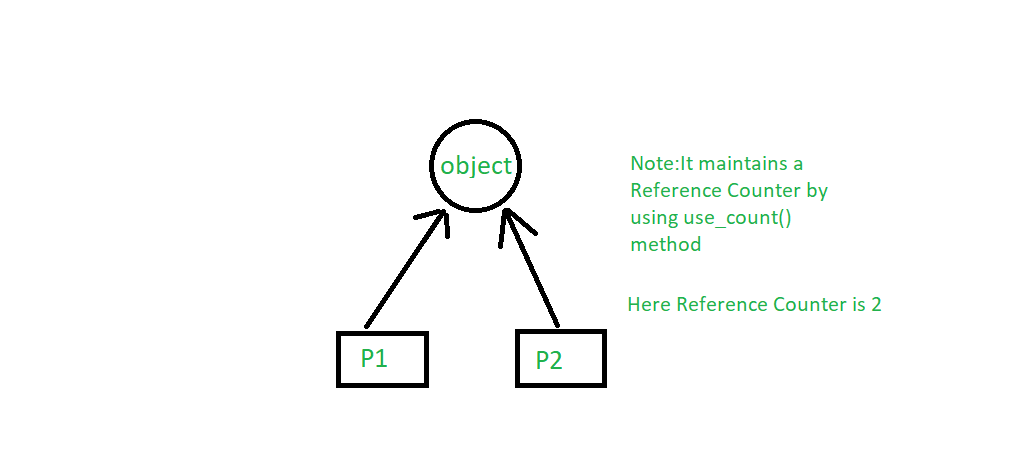 object
Note:It maintains a
Reference Counter by
using use_count()
method
Here Reference Counter is 2
P1
P2